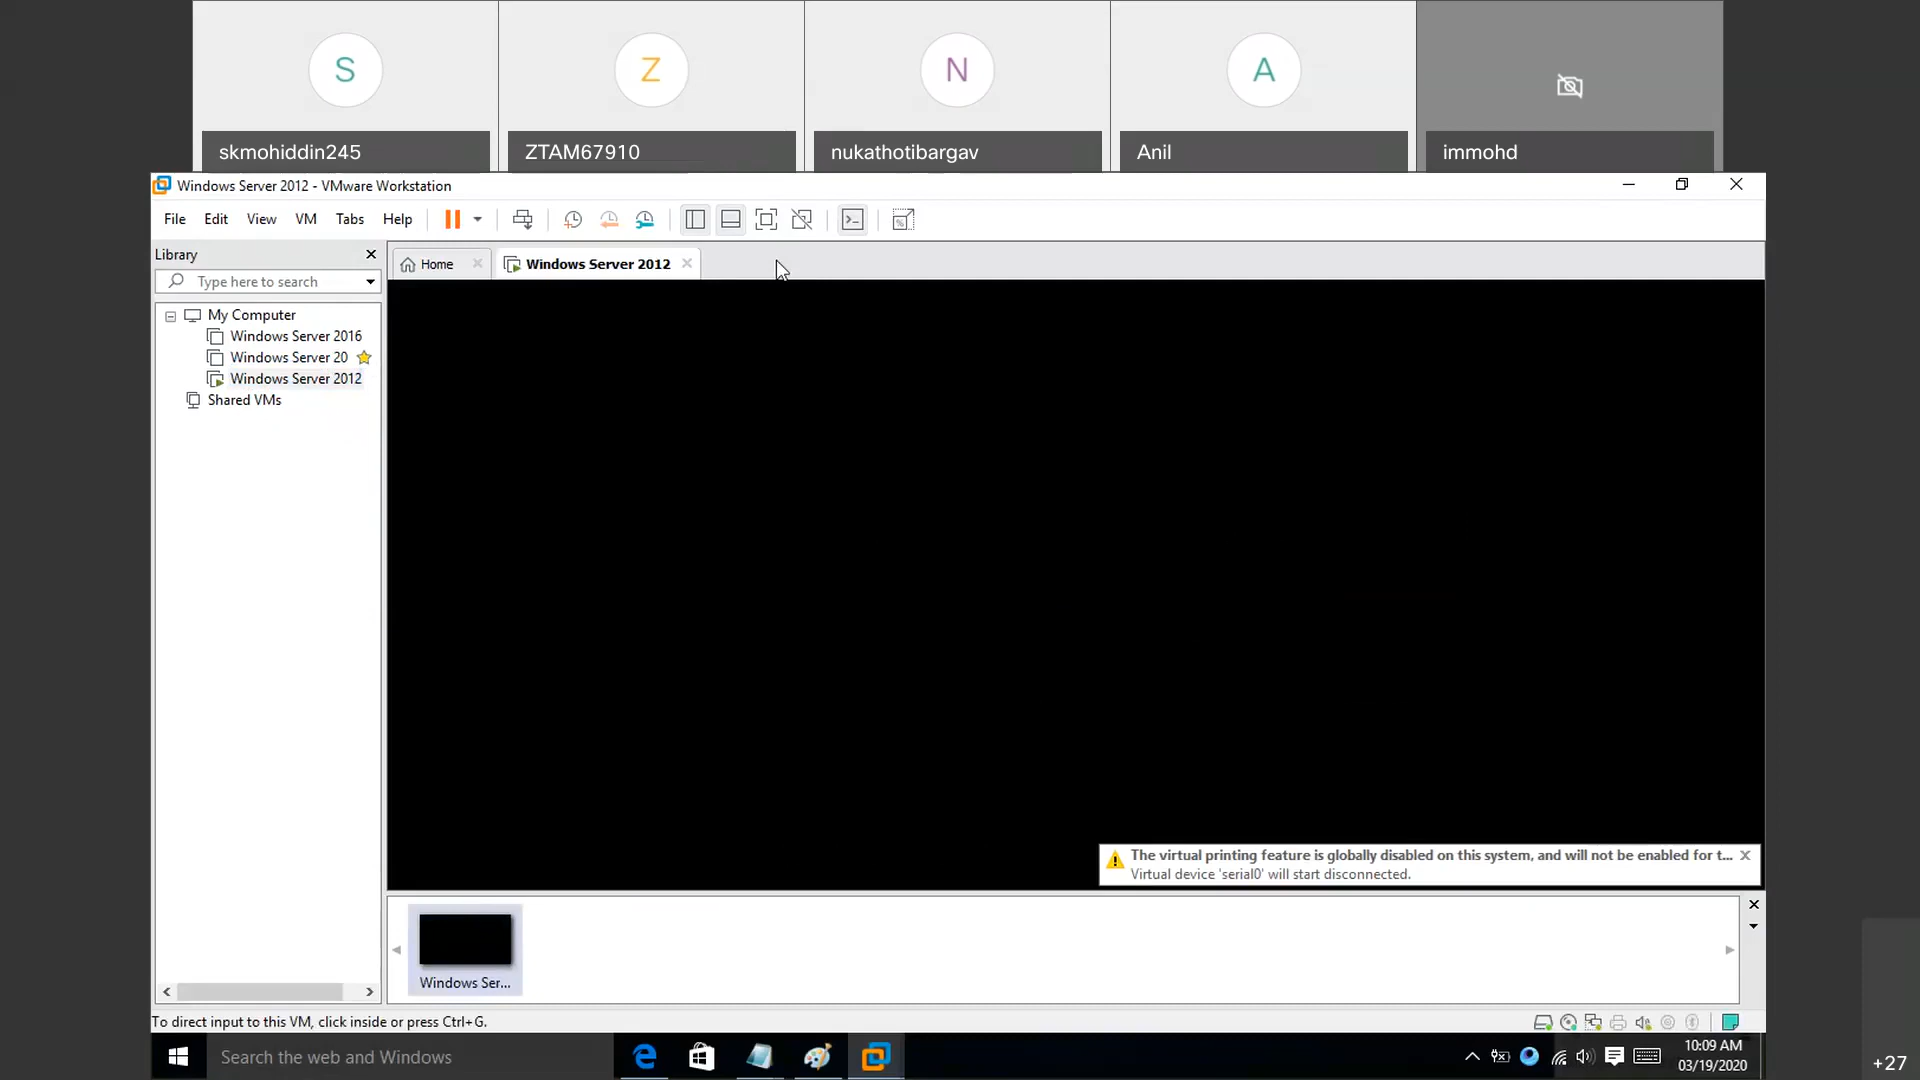 S
Z
N
A
skmohiddin245
ZTAM67910
nukathotibargav
Anil
immohd
Windows Server 2012 - VMware Workstation
File Edit View VM Tabs Help
Library
Type here to search
Home
Windows Server 2012
My Computer
Windows Server 2016
Windows Server 20
Windows Server 2012
Shared VMs
The virtual printing feature is globally disabled on this system, and will not be enabled for t...
Virtual device 'serial0' will start disconnected.
Windows Ser...
To direct input to this VM, click inside or press Ctrl+G.
Search the web and Windows
10:09 AM
03/19/2020
+27